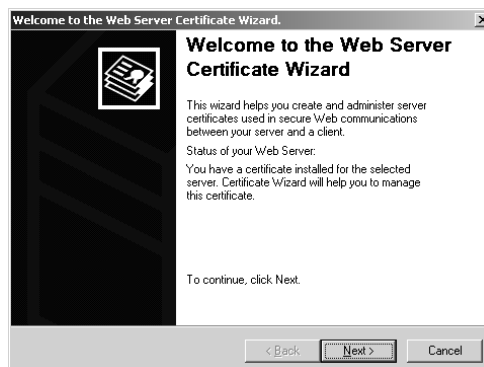 Welcome to the Web Server Certificate Wizard.
Welcome to the Web Server
Certificate Wizard
This wizard helps you create and administer server
certificates used in secure Web communications
between your server and a client.
Status of your Web Server:
You have a certificate installed for the selected
server. Certificate Wizard will help you to manage
this certificate.
To continue, click Next.
< Back Next > Cancel